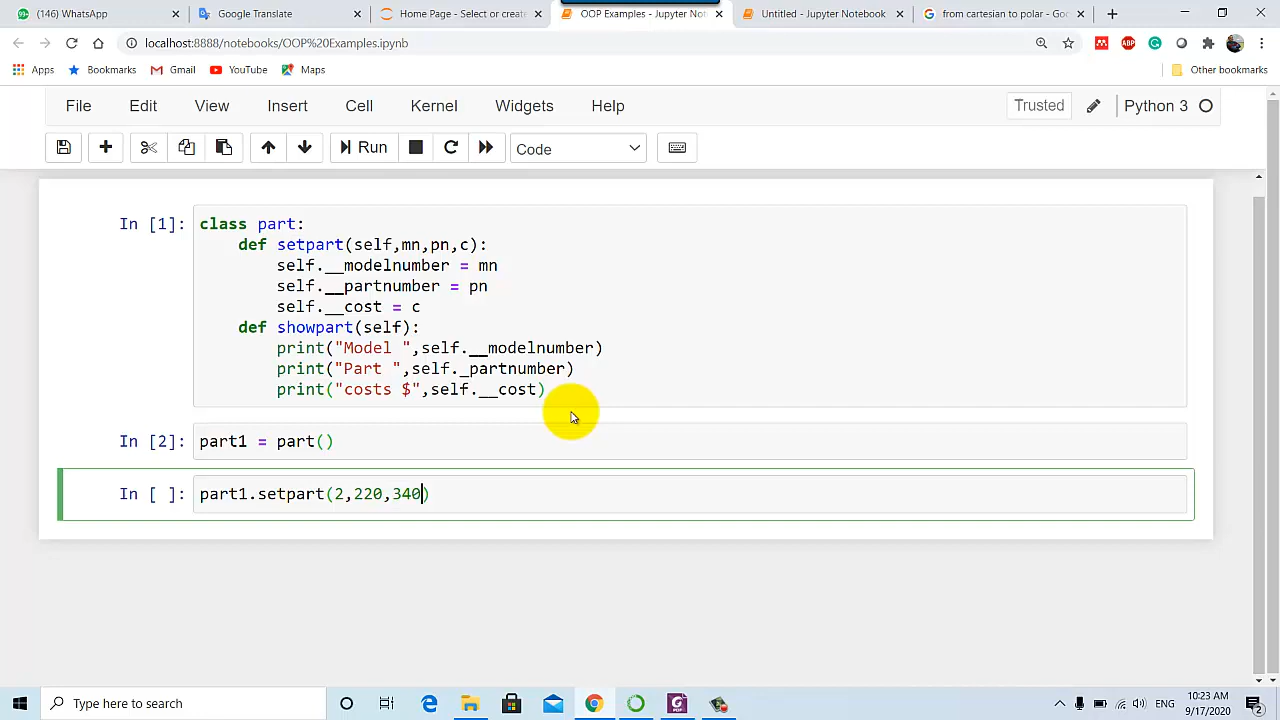 99+ (146) WhatsApp
Google Translate
Home Page - Select or create
OOP Examples - Jupyter Not
Untitled - Jupyter Notebook
from cartesian to polar - Goo
localhost:8888/notebooks/OOP%20Examples.ipynb
ABP
Apps Bookmarks Gmail YouTube Maps Other bookmarks
File Edit View Insert Cell Kernel Widgets Help Trusted Python 3
Run Code
In [1]: class part:
def setpart(self,mn,pn,c):
self.__modelnumber = mn
self.__partnumber = pn
self.__cost = c
def showpart(self):
print("Model ",self.__modelnumber)
print("Part ",self._partnumber)
print("costs $",self.__cost)
In [2]: part1 = part()
In [ ]: part1.setpart(2,220,340)
Type here to search
ENG
10:23 AM
9/17/2020
2